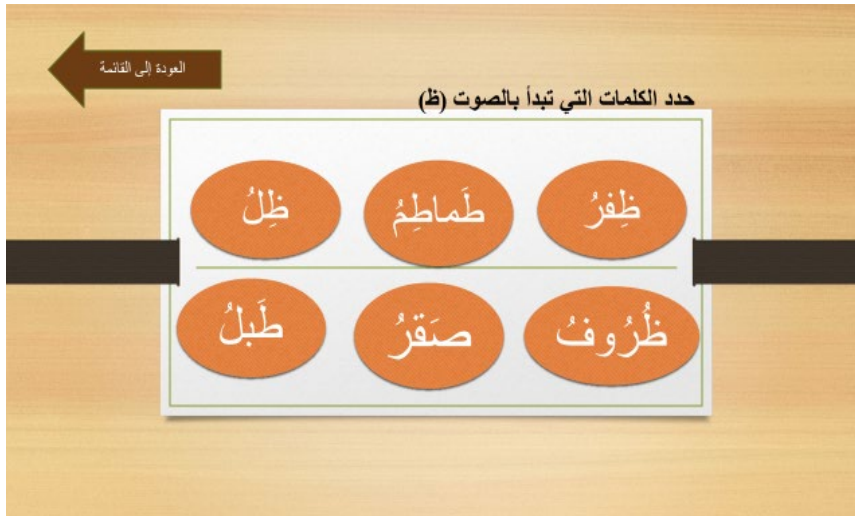 العودة إلى القائمة
حدد الكلمات التي تبدأ بالصوت (ظ)
ظِفرُ طَماطِمُ ظِلُ
ظُرُوفُ صَقرُ طَبلُ